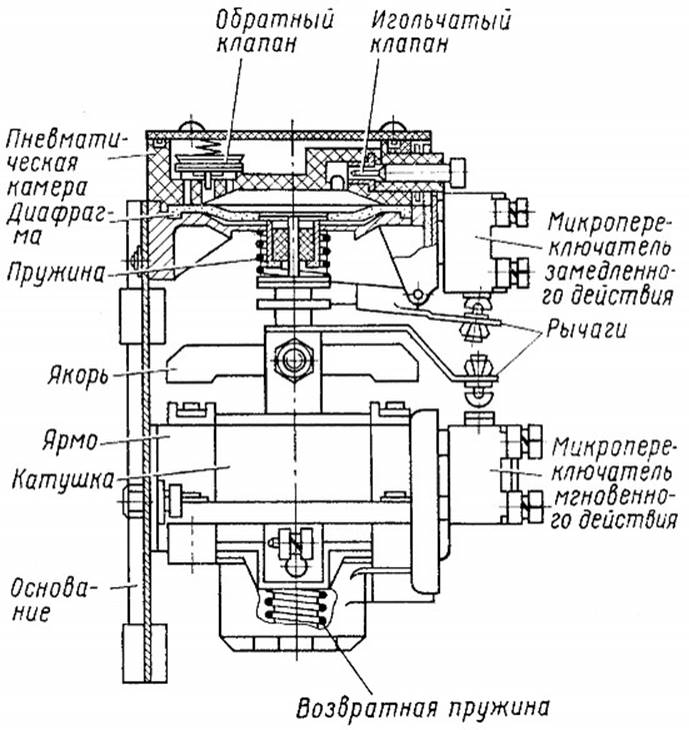 Обратный
клапан
Игольчатый
клапан
Пневмати-
ческая
камера
Диафраг-
ма
Пружина
Микропере-
ключатель
замедленно-
го действия
Рычаги
Якорь
Ярмо
Катушка
Микропере-
ключатель
мгновенно-
го действия
Основа-
ние
Возвратная пружина